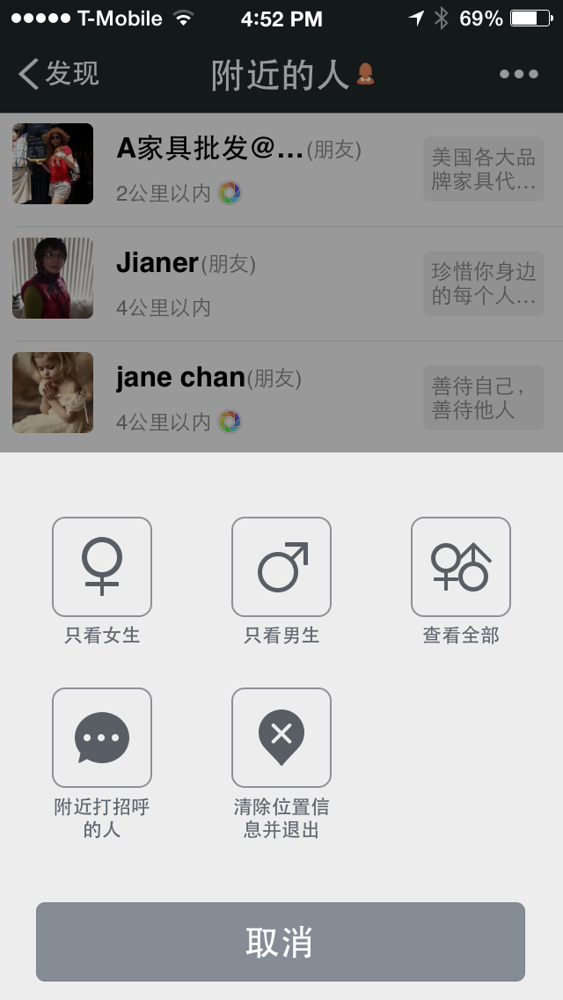 T-Mobile 4:52 PM 69%
发现 附近的人
A家具批发@...(朋友)
2公里以内
美国各大品
牌家具代...
Jianer(朋友)
4公里以内
珍惜你身边
的每个人...
jane chan(朋友)
4公里以内
善待自己，
善待他人
只看女生
只看男生
查看全部
附近打招呼
的人
清除位置信
息并退出
取消